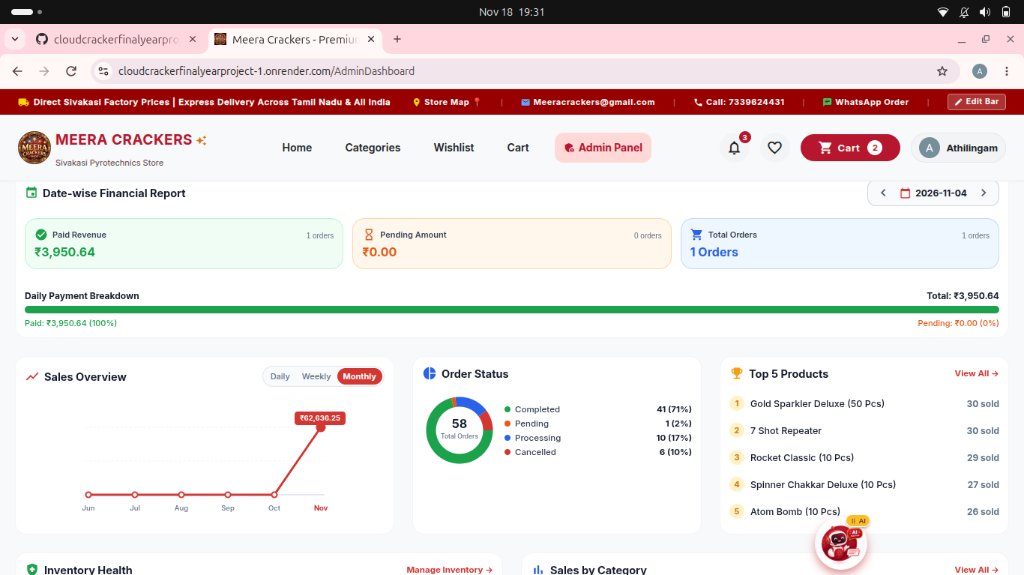 Nov 18 19:31
cloudcrackerfinalyearpro
Meera Crackers - Premiu
cloudcrackerfinalyearproject-1.onrender.com/AdminDashboard
A
Direct Sivakasi Factory Prices | Express Delivery Across Tamil Nadu & All India
Store Map
|
Meeracrackers@gmail.com
|
Call: 7339624431
|
WhatsApp Order
|
Edit Bar
MEERA CRACKERS
Sivakasi Pyrotechnics Store
Home
Categories
Wishlist
Cart
Admin Panel
3
Cart 2
A Athilingam
Date-wise Financial Report
2026-11-04
Paid Revenue
1 orders
₹3,950.64
Pending Amount
0 orders
₹0.00
Total Orders
1 orders
1 Orders
Daily Payment Breakdown
Total: ₹3,950.64
Paid: ₹3,950.64 (100%)
Pending: ₹0.00 (0%)
Sales Overview
Daily Weekly Monthly
₹62,636.25
Jun Jul Aug Sep Oct Nov
Order Status
58
Total Orders
Completed 41 (71%)
Pending 1 (2%)
Processing 10 (17%)
Cancelled 6 (10%)
Top 5 Products
View All →
1 Gold Sparkler Deluxe (50 Pcs) 30 sold
2 7 Shot Repeater 30 sold
3 Rocket Classic (10 Pcs) 29 sold
4 Spinner Chakkar Deluxe (10 Pcs) 27 sold
5 Atom Bomb (10 Pcs) 26 sold
AI
AI
Inventory Health
Manage Inventory →
Sales by Category
View All →